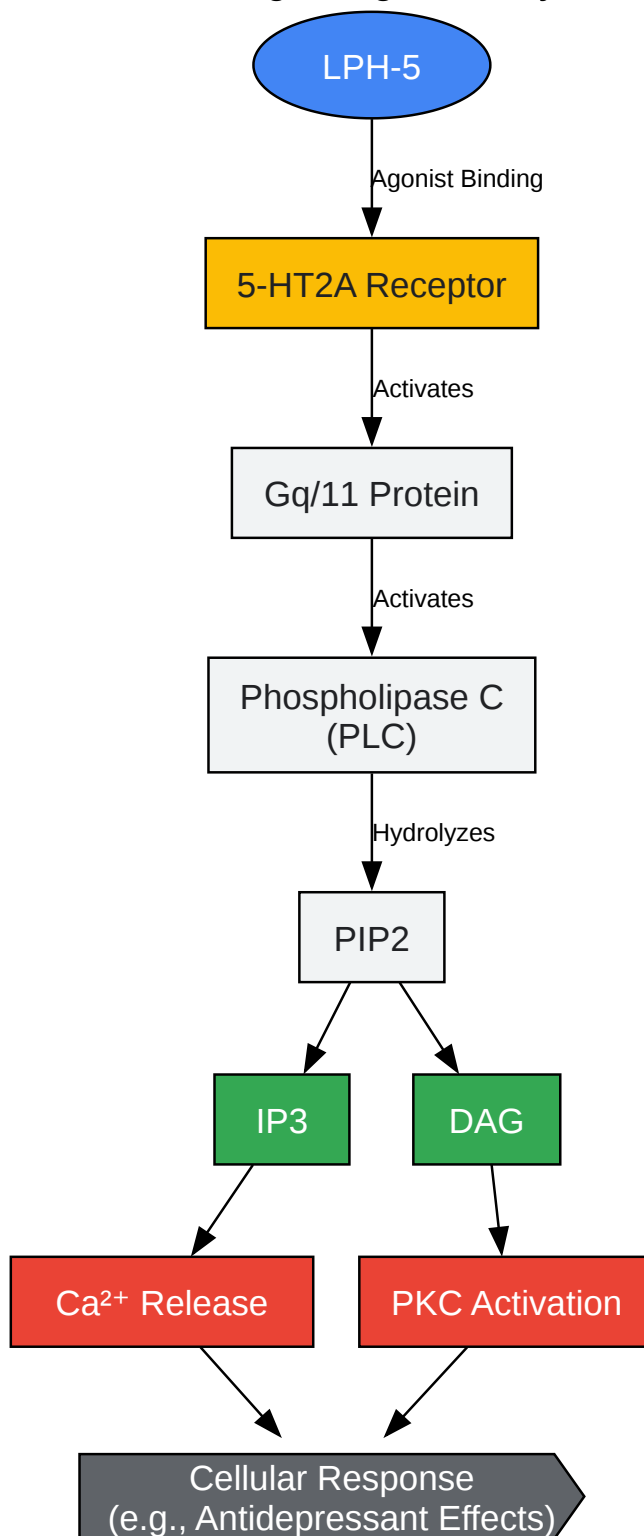 LPH-5
Agonist Binding
5-HT2A Receptor
Activates
Gq/11 Protein
Activates
Phospholipase C
(PLC)
Hydrolyzes
PIP2
IP3
DAG
Ca²⁺ Release
PKC Activation
Cellular Response
(e.g., Antidepressant Effects)